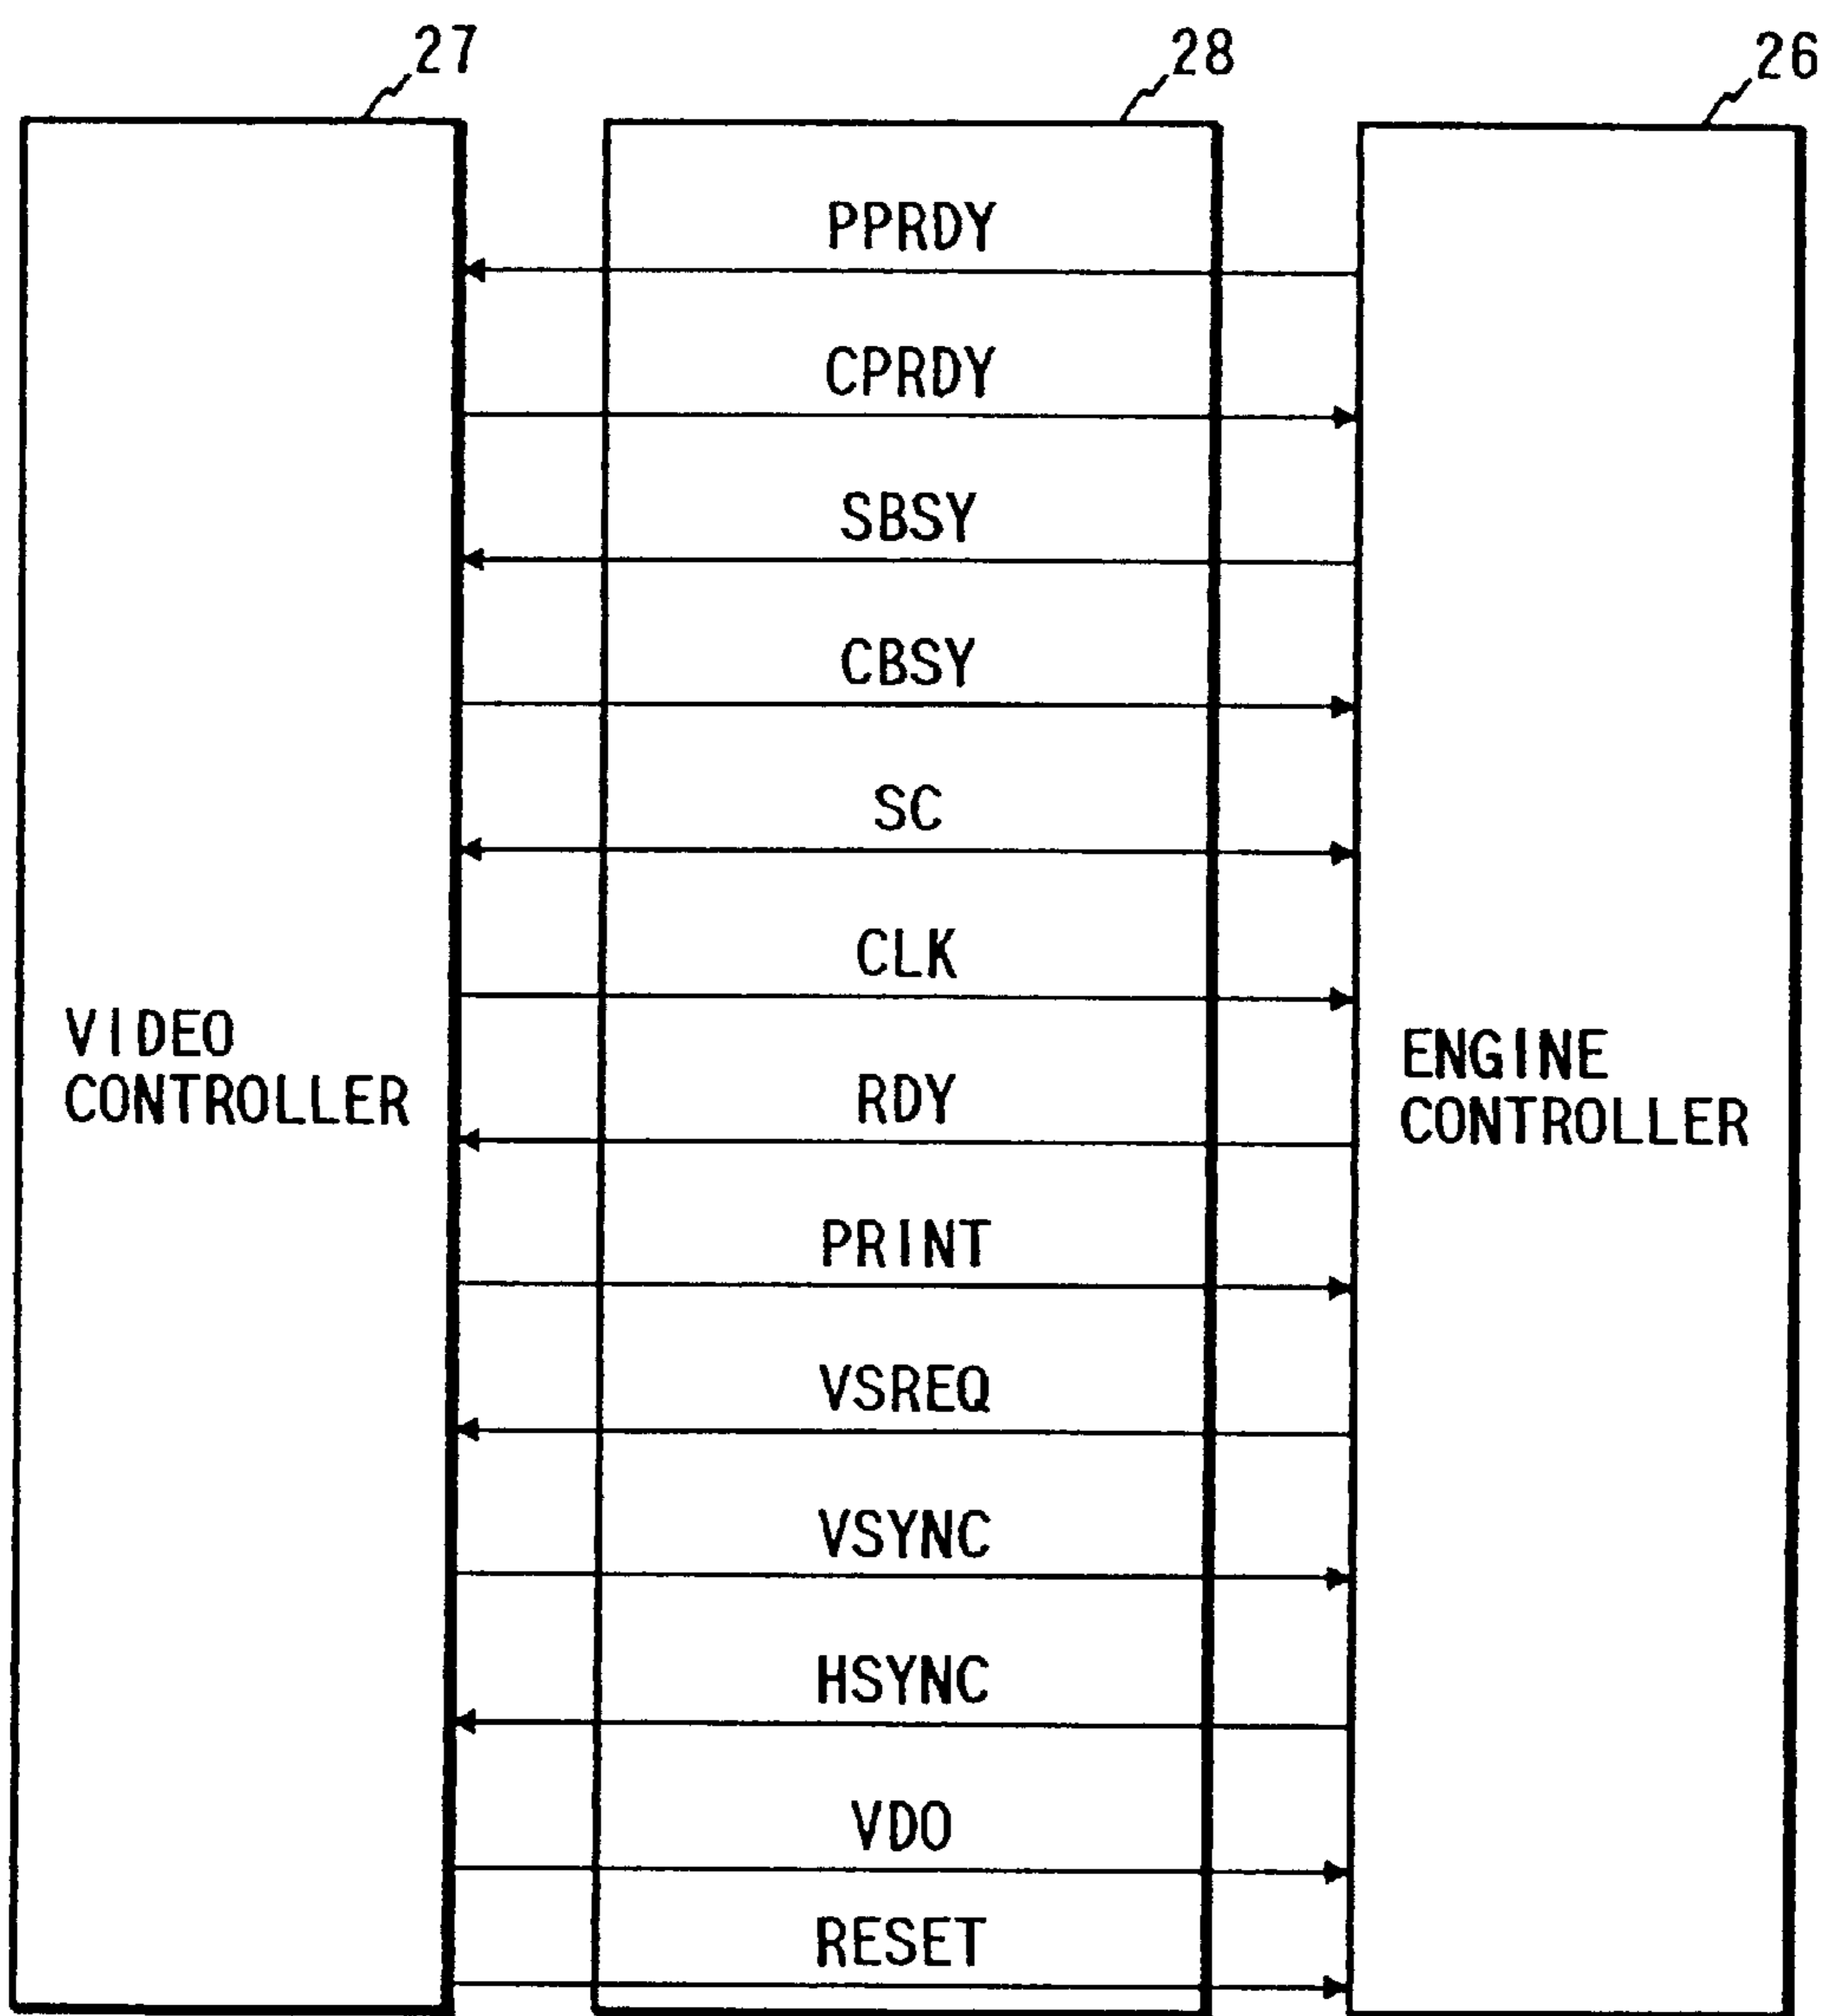 27
28
26
PPRDY
CPRDY
SBSY
CBSY
SC
CLK
VIDEO
CONTROLLER
RDY
ENGINE
CONTROLLER
PRINT
VSREQ
VSYNC
HSYNC
VDO
RESET